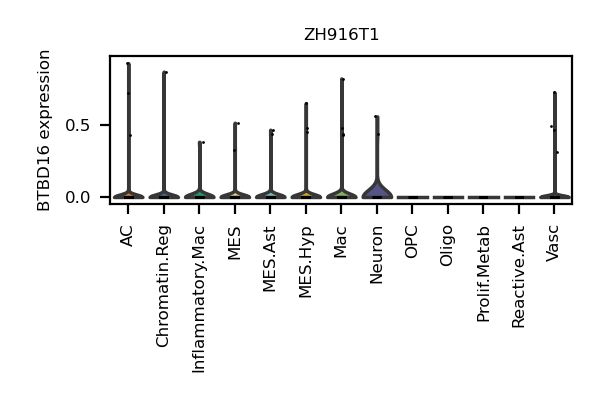 ZH916T1
BTBD16 expression
0.5
0.0
AC
Chromatin.Reg
Inflammatory.Mac
MES
MES.Ast
MES.Hyp
Mac
Neuron
OPC
Oligo
Prolif.Metab
Reactive.Ast
Vasc